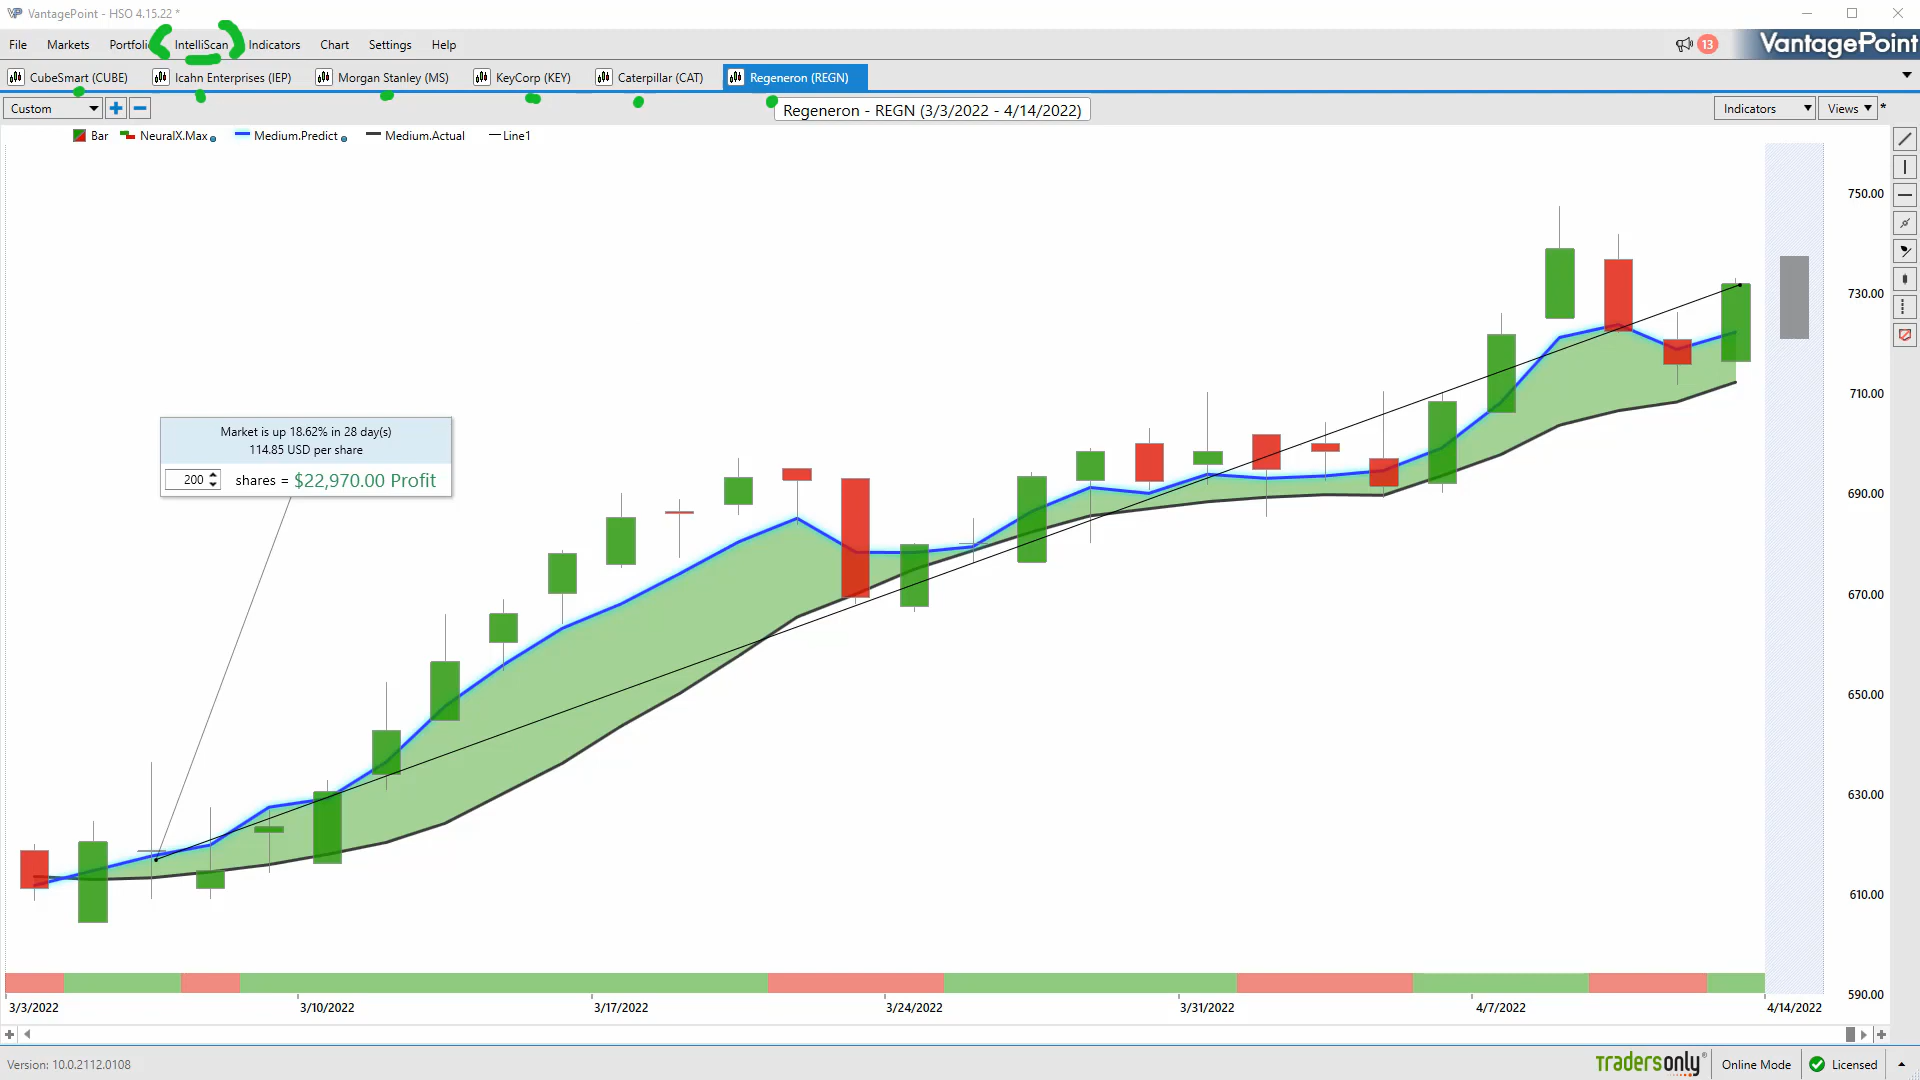 VP VantagePoint - HSO 4.15.22 *
File Markets Portfolio IntelliScan Indicators Chart Settings Help
13
VantagePoint
CubeSmart (CUBE) Icahn Enterprises (IEP) Morgan Stanley (MS) KeyCorp (KEY) Caterpillar (CAT) Regeneron (REGN)
Custom
Regeneron - REGN (3/3/2022 - 4/14/2022)
Indicators Views *
Bar NeuralX.Max Medium.Predict Medium.Actual Line1
750.00
730.00
710.00
690.00
670.00
650.00
630.00
610.00
590.00
Market is up 18.62% in 28 day(s)
114.85 USD per share
200 shares = $22,970.00 Profit
3/3/2022 3/10/2022 3/17/2022 3/24/2022 3/31/2022 4/7/2022 4/14/2022
Version: 10.0.2112.0108
tradersonly® Online Mode Licensed